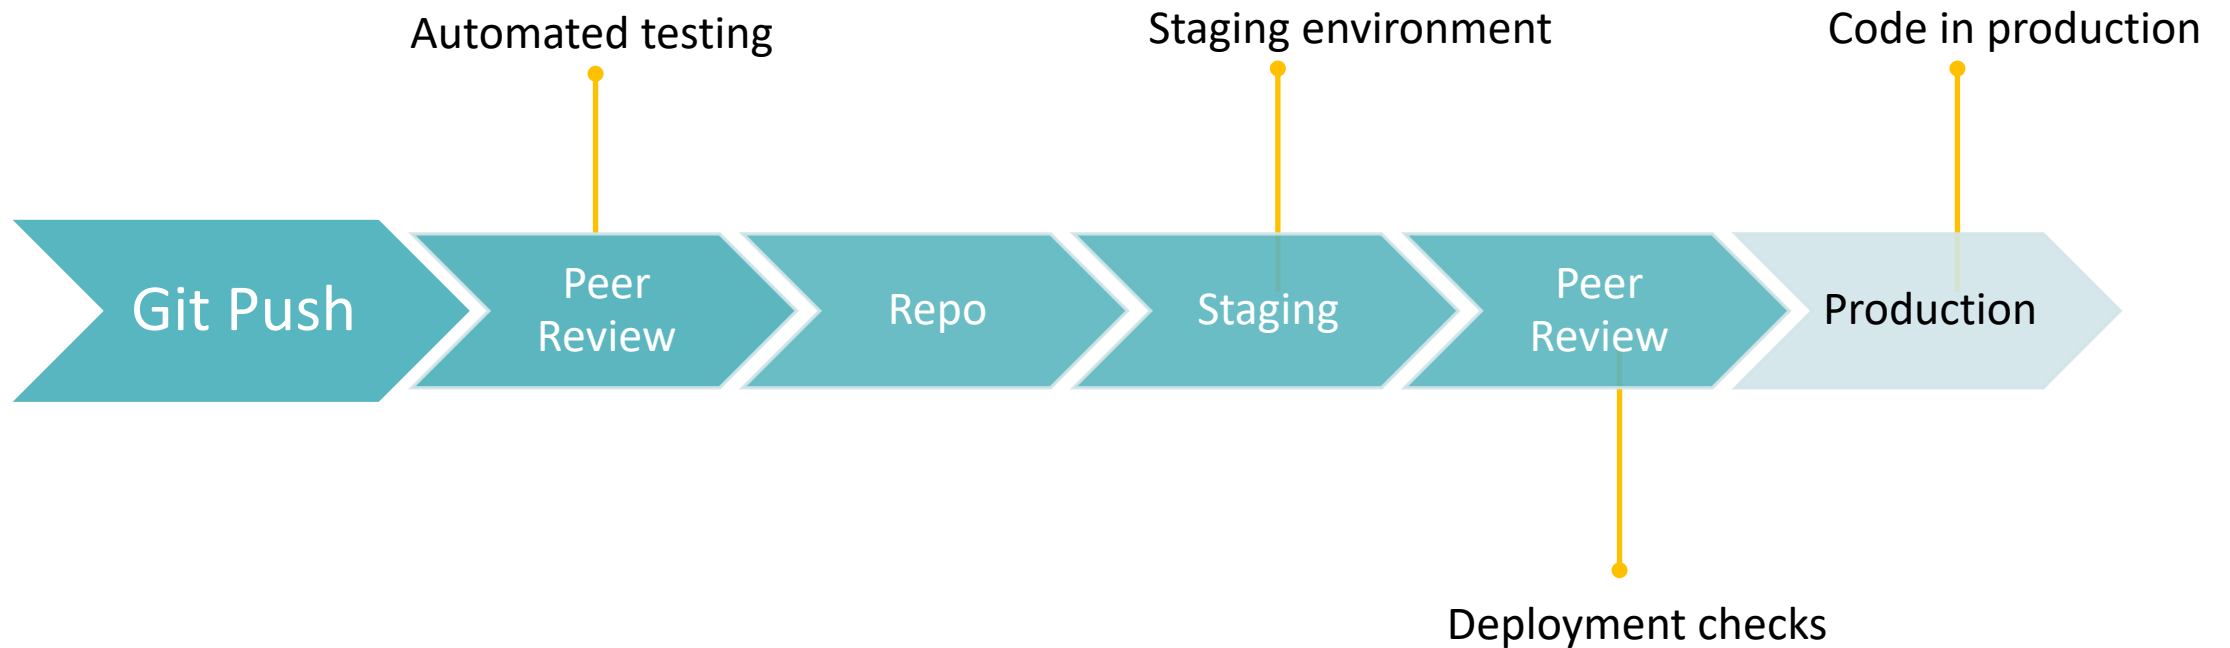 Automated testing
Staging environment
Code in production
Git Push
Peer
Review
Repo
Staging
Peer
Review
Production
Deployment checks